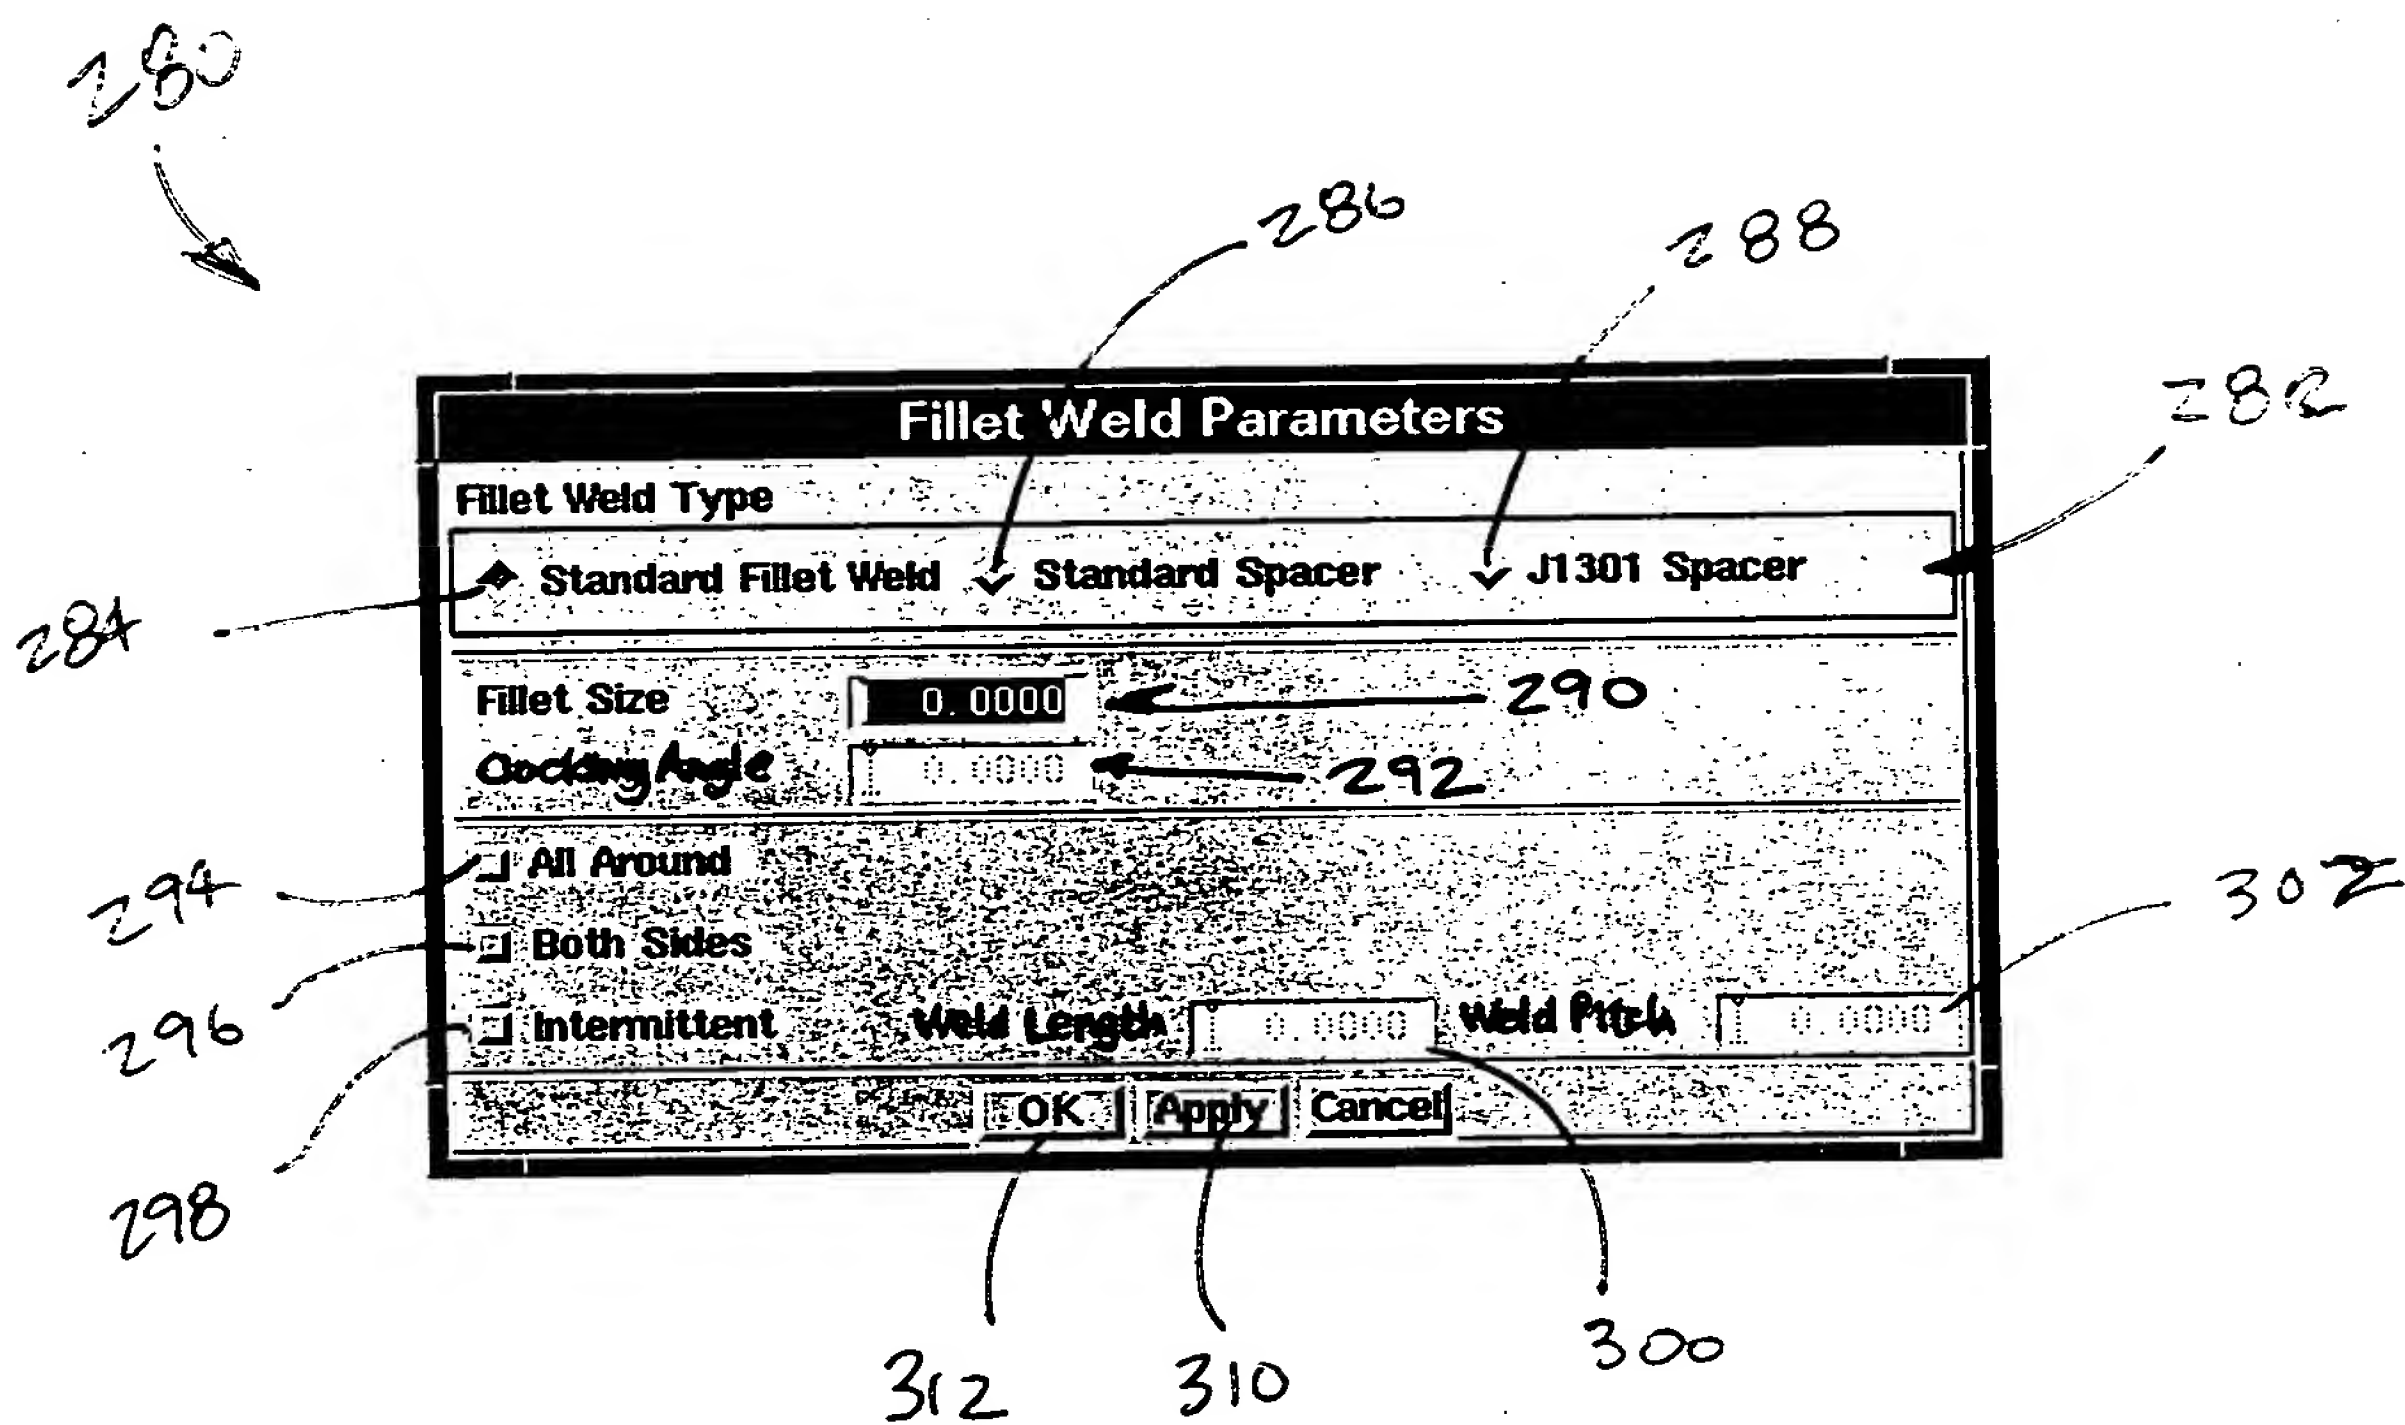 280
286
288
Fillet Weld Parameters
282
Fillet Weld Type
Standard Fillet Weld Standard Spacer J1301 Spacer
284
Fillet Size 0.0000 290
Clocking Angle 0.0000 292
294 All Around
302
296 Both Sides
298 Intermittent Weld Length 0.0000 Weld Pitch 0.0000
OK Apply Cancel
312 310 300